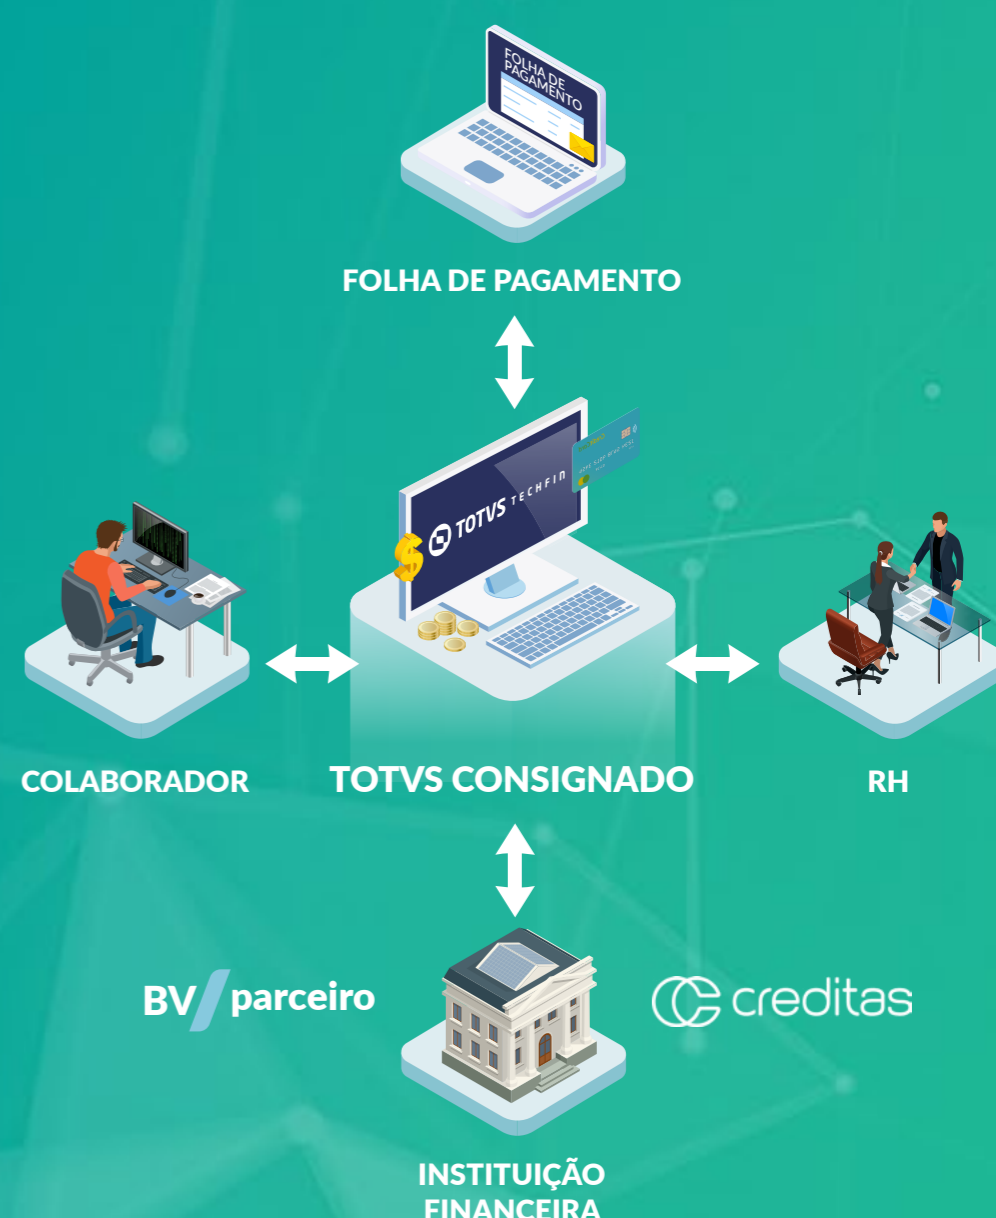 FOLHA DE
PAGAMENTO
FOLHA DE PAGAMENTO
TOTVS TECHFIN
$
COLABORADOR
TOTVS CONSIGNADO
RH
BV parceiro
creditas
INSTITUIÇÃO
FINANCEIRA